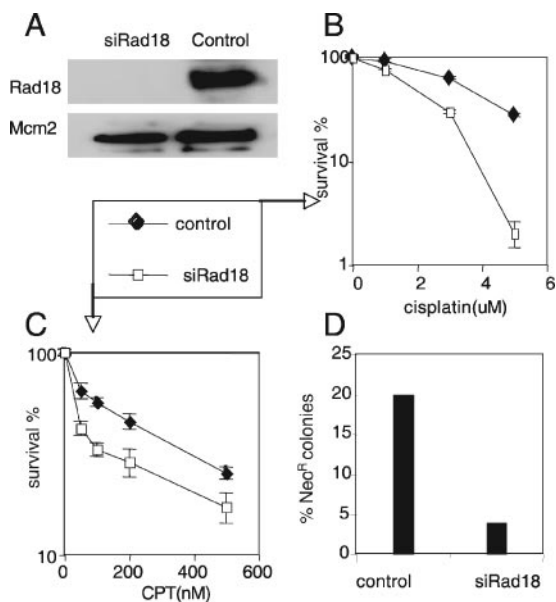 A
siRad18 Control
Rad18
Mcm2
control
siRad18
B
survival %
100
10
1
0 2 4 6
cisplatin(uM)
C
survival %
100
10
0 200 400 600
CPT(nM)
D
% Neo^R colonies
25
20
15
10
5
0
control siRad18